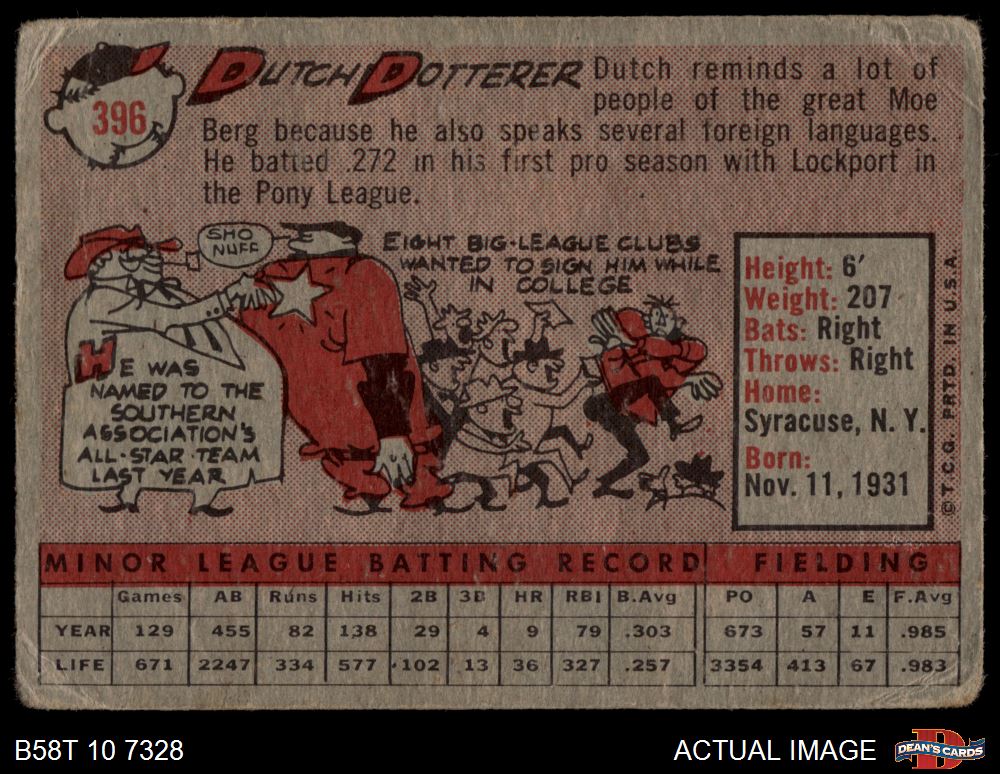 396
DUTCH DOTTERER
Dutch reminds a lot of
people of the great Moe
Berg because he also speaks several foreign languages.
He batted .272 in his first pro season with Lockport in
the Pony League.
SHO
NUFF
EIGHT BIG-LEAGUE CLUBS
WANTED TO SIGN HIM WHILE
IN COLLEGE
HE WAS
NAMED TO THE
SOUTHERN
ASSOCIATION'S
ALL-STAR TEAM
LAST YEAR
Height: 6'
Weight: 207
Bats: Right
Throws: Right
Home:
Syracuse, N. Y.
Born:
Nov. 11, 1931
© T.C.G. PRTD. IN U.S.A.
MINOR LEAGUE BATTING RECORD FIELDING
Games AB Runs Hits 2B 3B HR RBI B.Avg PO A E F.Avg
YEAR 129 455 82 138 29 4 9 79 .303 673 57 11 .985
LIFE 671 2247 334 577 102 13 36 327 .257 3354 413 67 .983
B58T 10 7328
ACTUAL IMAGE
D
DEAN'S CARDS